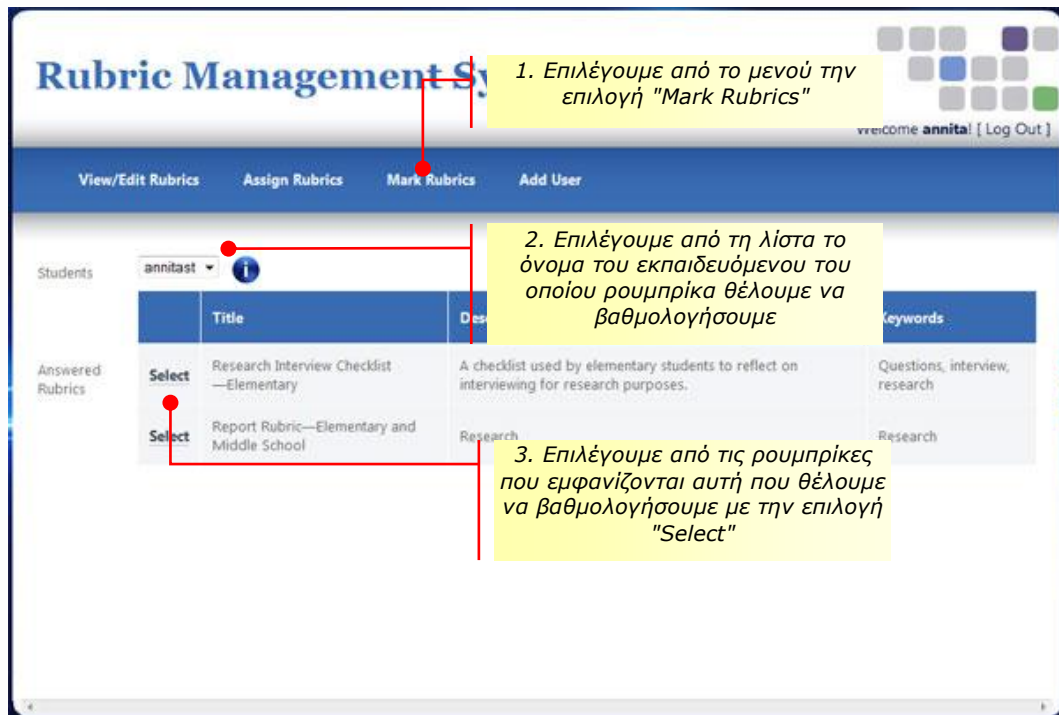 Rubric Management Sy
1. Επιλέγουμε από το μενού την
επιλογή "Mark Rubrics"
Welcome annita! [ Log Out ]
View/Edit Rubrics Assign Rubrics Mark Rubrics Add User
2. Επιλέγουμε από τη λίστα το
όνομα του εκπαιδευόμενου του
οποίου ρουμπρίκα θέλουμε να
βαθμολογήσουμε
Students annitast
Title Des Keywords
Answered
Rubrics
Select
Research Interview Checklist
—Elementary
A checklist used by elementary students to reflect on
interviewing for research purposes.
Questions, interview,
research
Select
Report Rubric—Elementary and
Middle School
Research
Research
3. Επιλέγουμε από τις ρουμπρίκες
που εμφανίζονται αυτή που θέλουμε
να βαθμολογήσουμε με την επιλογή
"Select"